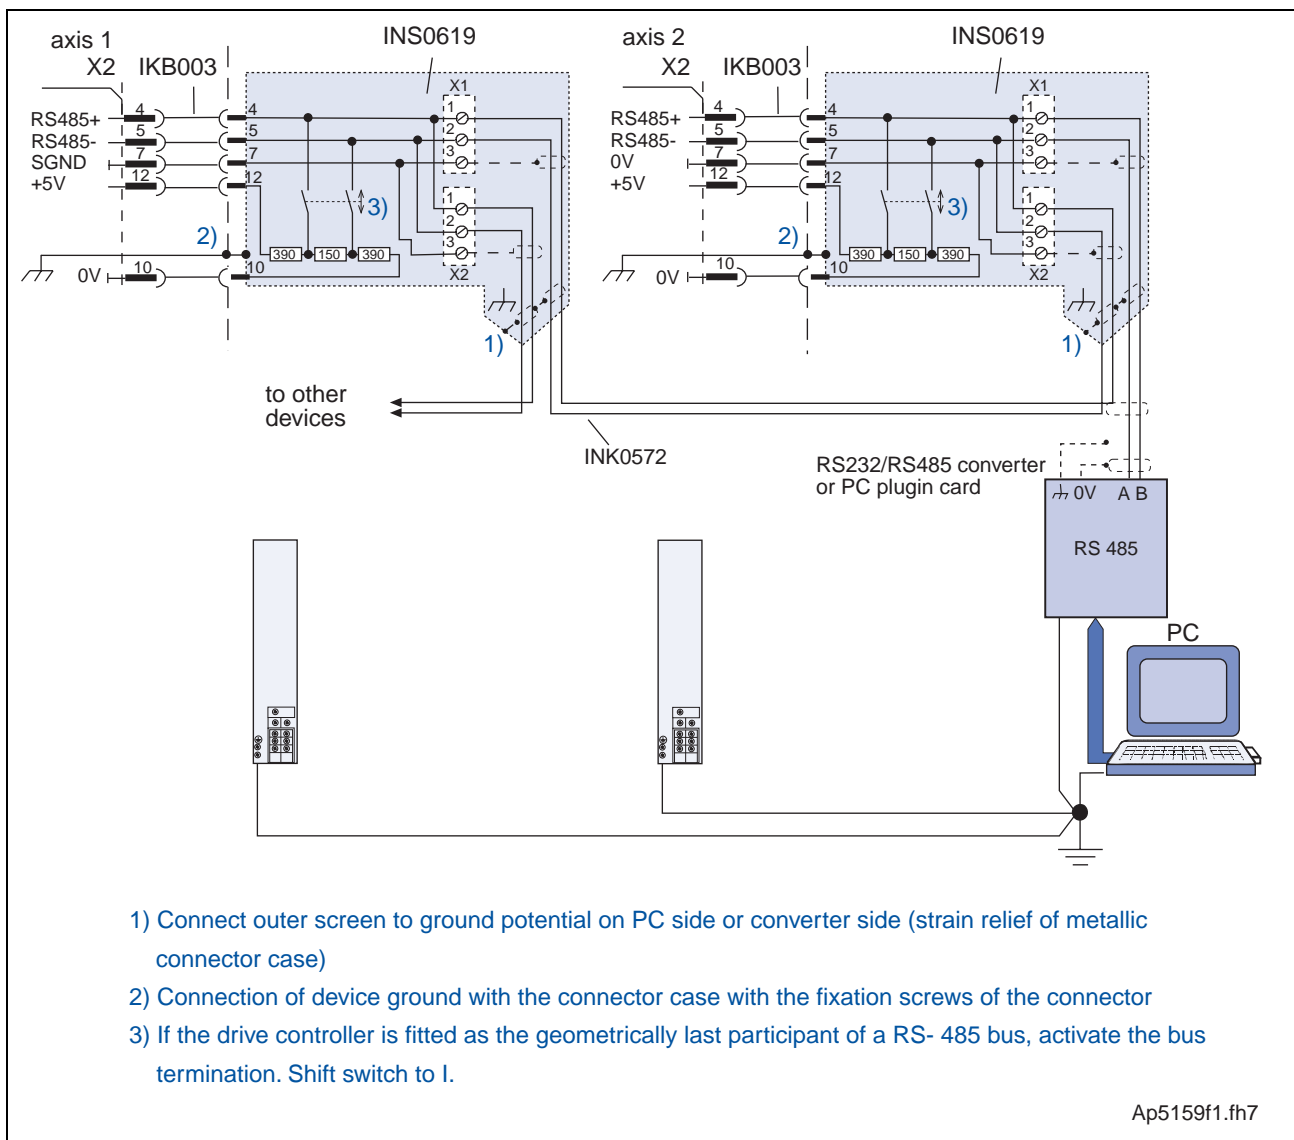 axis 1
INS0619
axis 2
INS0619
X2 IKB003
X2 IKB003
X1
X1
RS485+ 4 4 1
RS485- 5 5 2
SGND 7 7 3
+5V 12 12
1
2
3
X2
3)
2)
390 150 390
0V 10 10
1)
RS485+ 4 4 1
RS485- 5 5 2
0V 7 7 3
+5V 12 12
1
2
3
X2
3)
2)
390 150 390
0V 10 10
1)
to other
devices
INK0572
RS232/RS485 converter
or PC plugin card
0V A B
RS 485
PC
1) Connect outer screen to ground potential on PC side or converter side (strain relief of metallic
connector case)
2) Connection of device ground with the connector case with the fixation screws of the connector
3) If the drive controller is fitted as the geometrically last participant of a RS- 485 bus, activate the bus
termination. Shift switch to I.
Ap5159f1.fh7